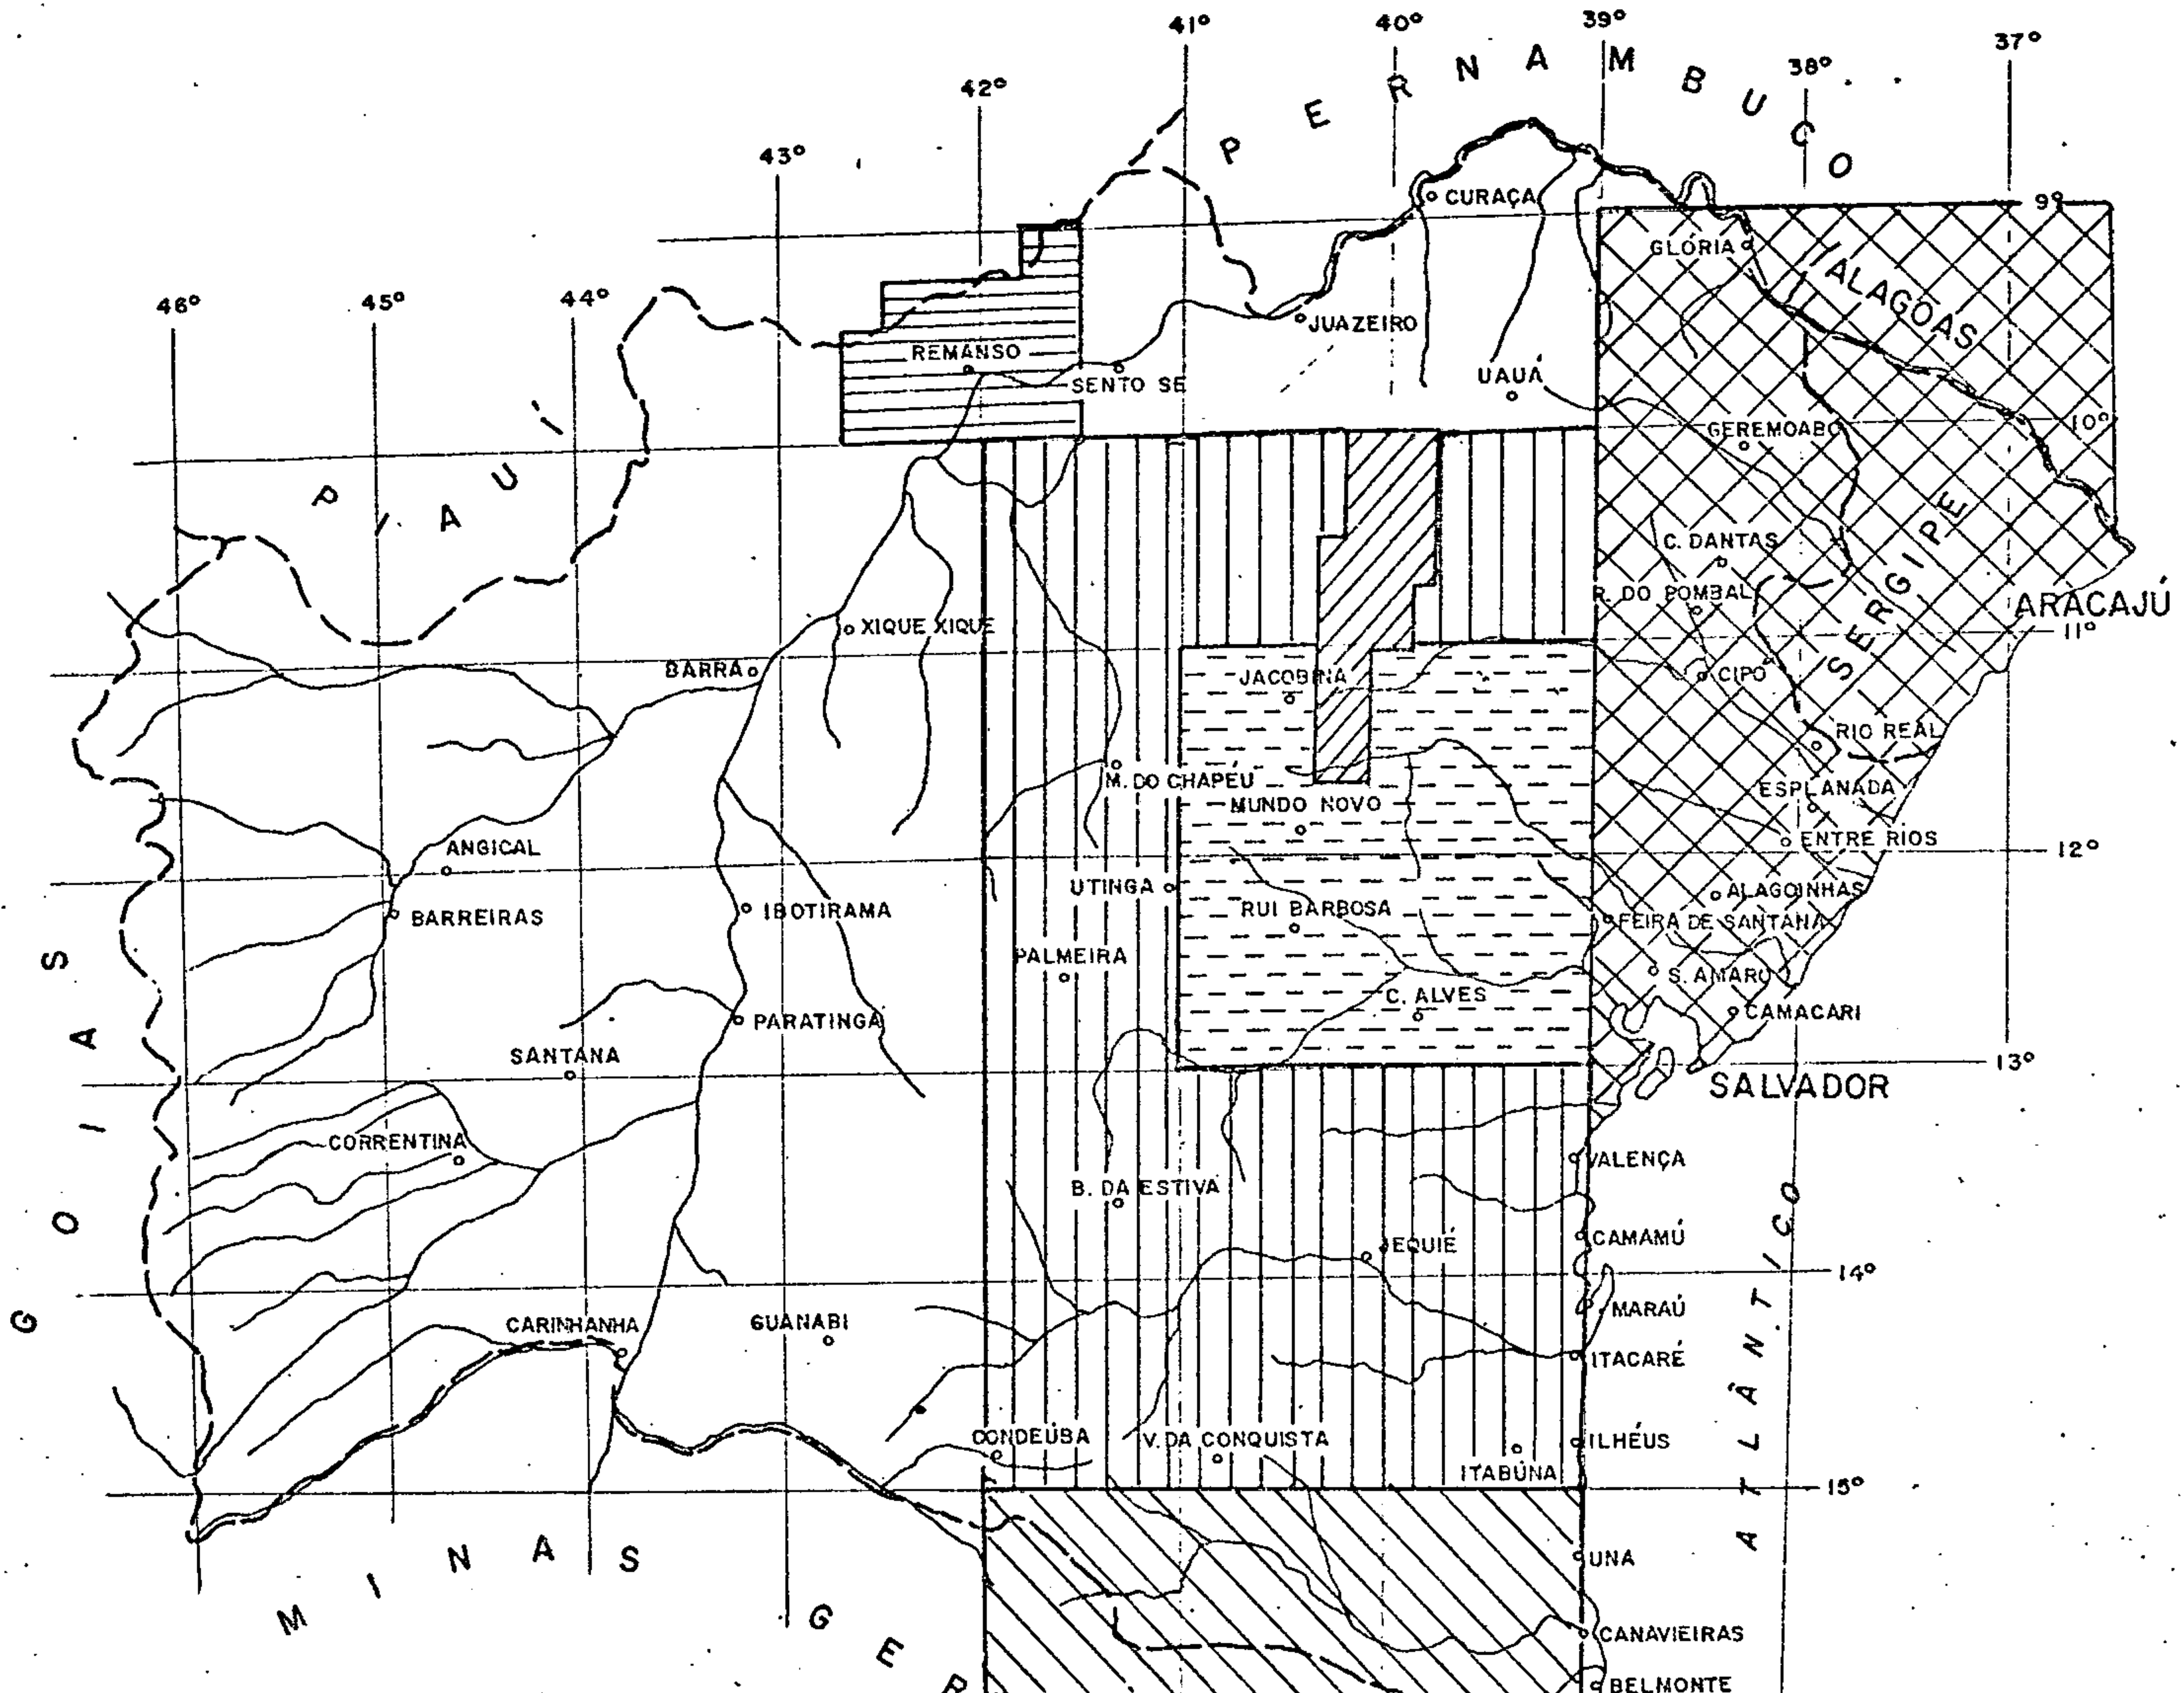 41°
40°
39°
37°
38°
42°
43°
46°
45°
44°
PERNAMBUCO
9°
CURAÇA
GLÓRIA
ALAGÔAS
JUAZEIRO
REMANSO
SENTO SE
UAUÁ
10°
GEREMOABO
PIAUÍ
C. DANTAS
R. DO POMBAL
SERGIPE
ARACAJÚ
11°
XIQUE XIQUE
BARRA
JACOBINA
CIPÓ
RIO REAL
M. DO CHAPÉU
ESPLANADA
MUNDO NOVO
ENTRE RIOS
12°
ANGICAL
UTINGA
ALAGOINHAS
BARREIRAS
IBOTIRAMA
RUI BARBOSA
FEIRA DE SANTANA
PALMEIRA
S. AMARO
C. ALVES
CAMACARI
PARATINGA
SANTANA
13°
SALVADOR
CORRENTINA
VALENÇA
B. DA ESTIVA
GOIAS
CAMAMÚ
EQUIÉ
14°
MARAÚ
CARINHANHA
GUANABI
ITACARÉ
CONDEÚBA
V. DA CONQUISTA
ILHÉUS
ITABUNA
15°
ATLÂNTICO
UNA
MINAS GER
CANAVIEIRAS
BELMONTE